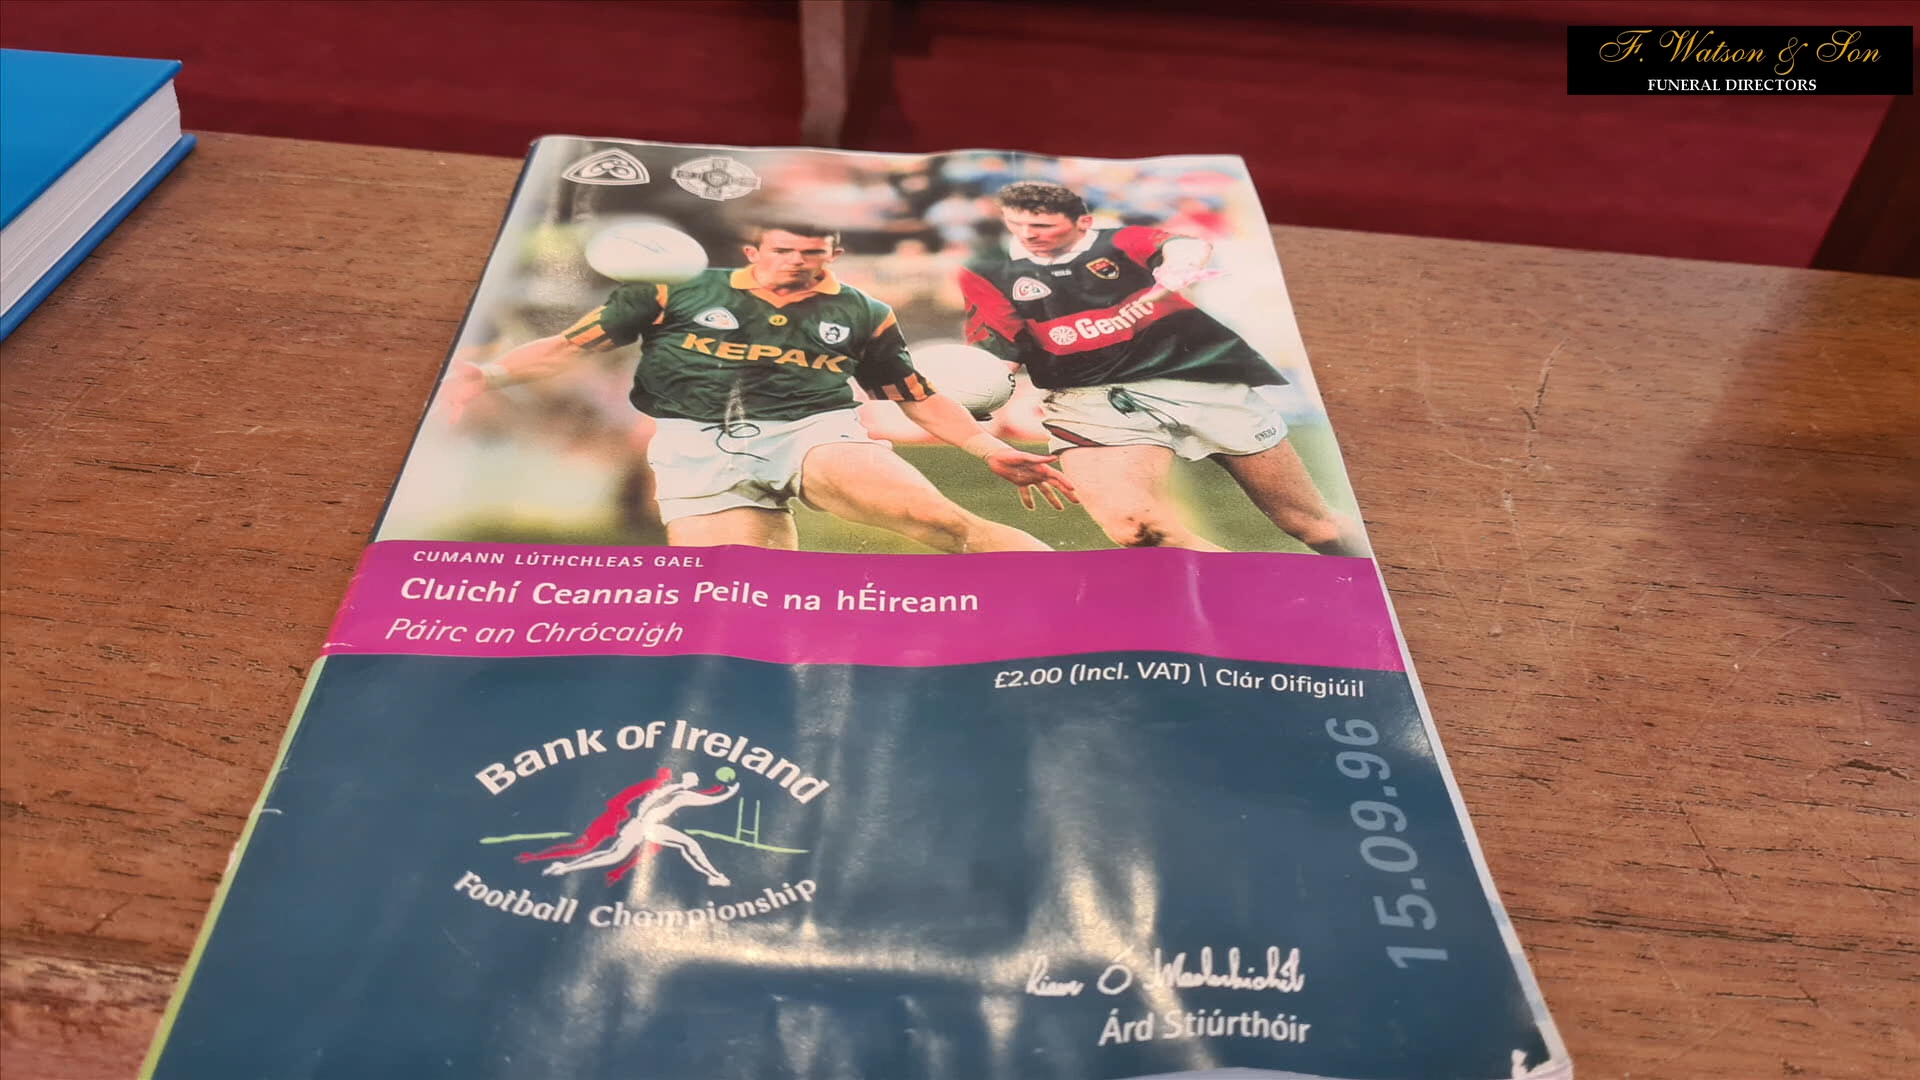 F. Watson & Son
FUNERAL DIRECTORS
KEPAK
Genfitt
CUMANN LÚTHCHLEAS GAEL
Cluichí Ceannais Peile na hÉireann
Páirc an Chrócaigh
£2.00 (Incl. VAT) \ Clár Oifigiúil
15.09.96
Bank of Ireland
Football Championship
Árd Stiúrthóir